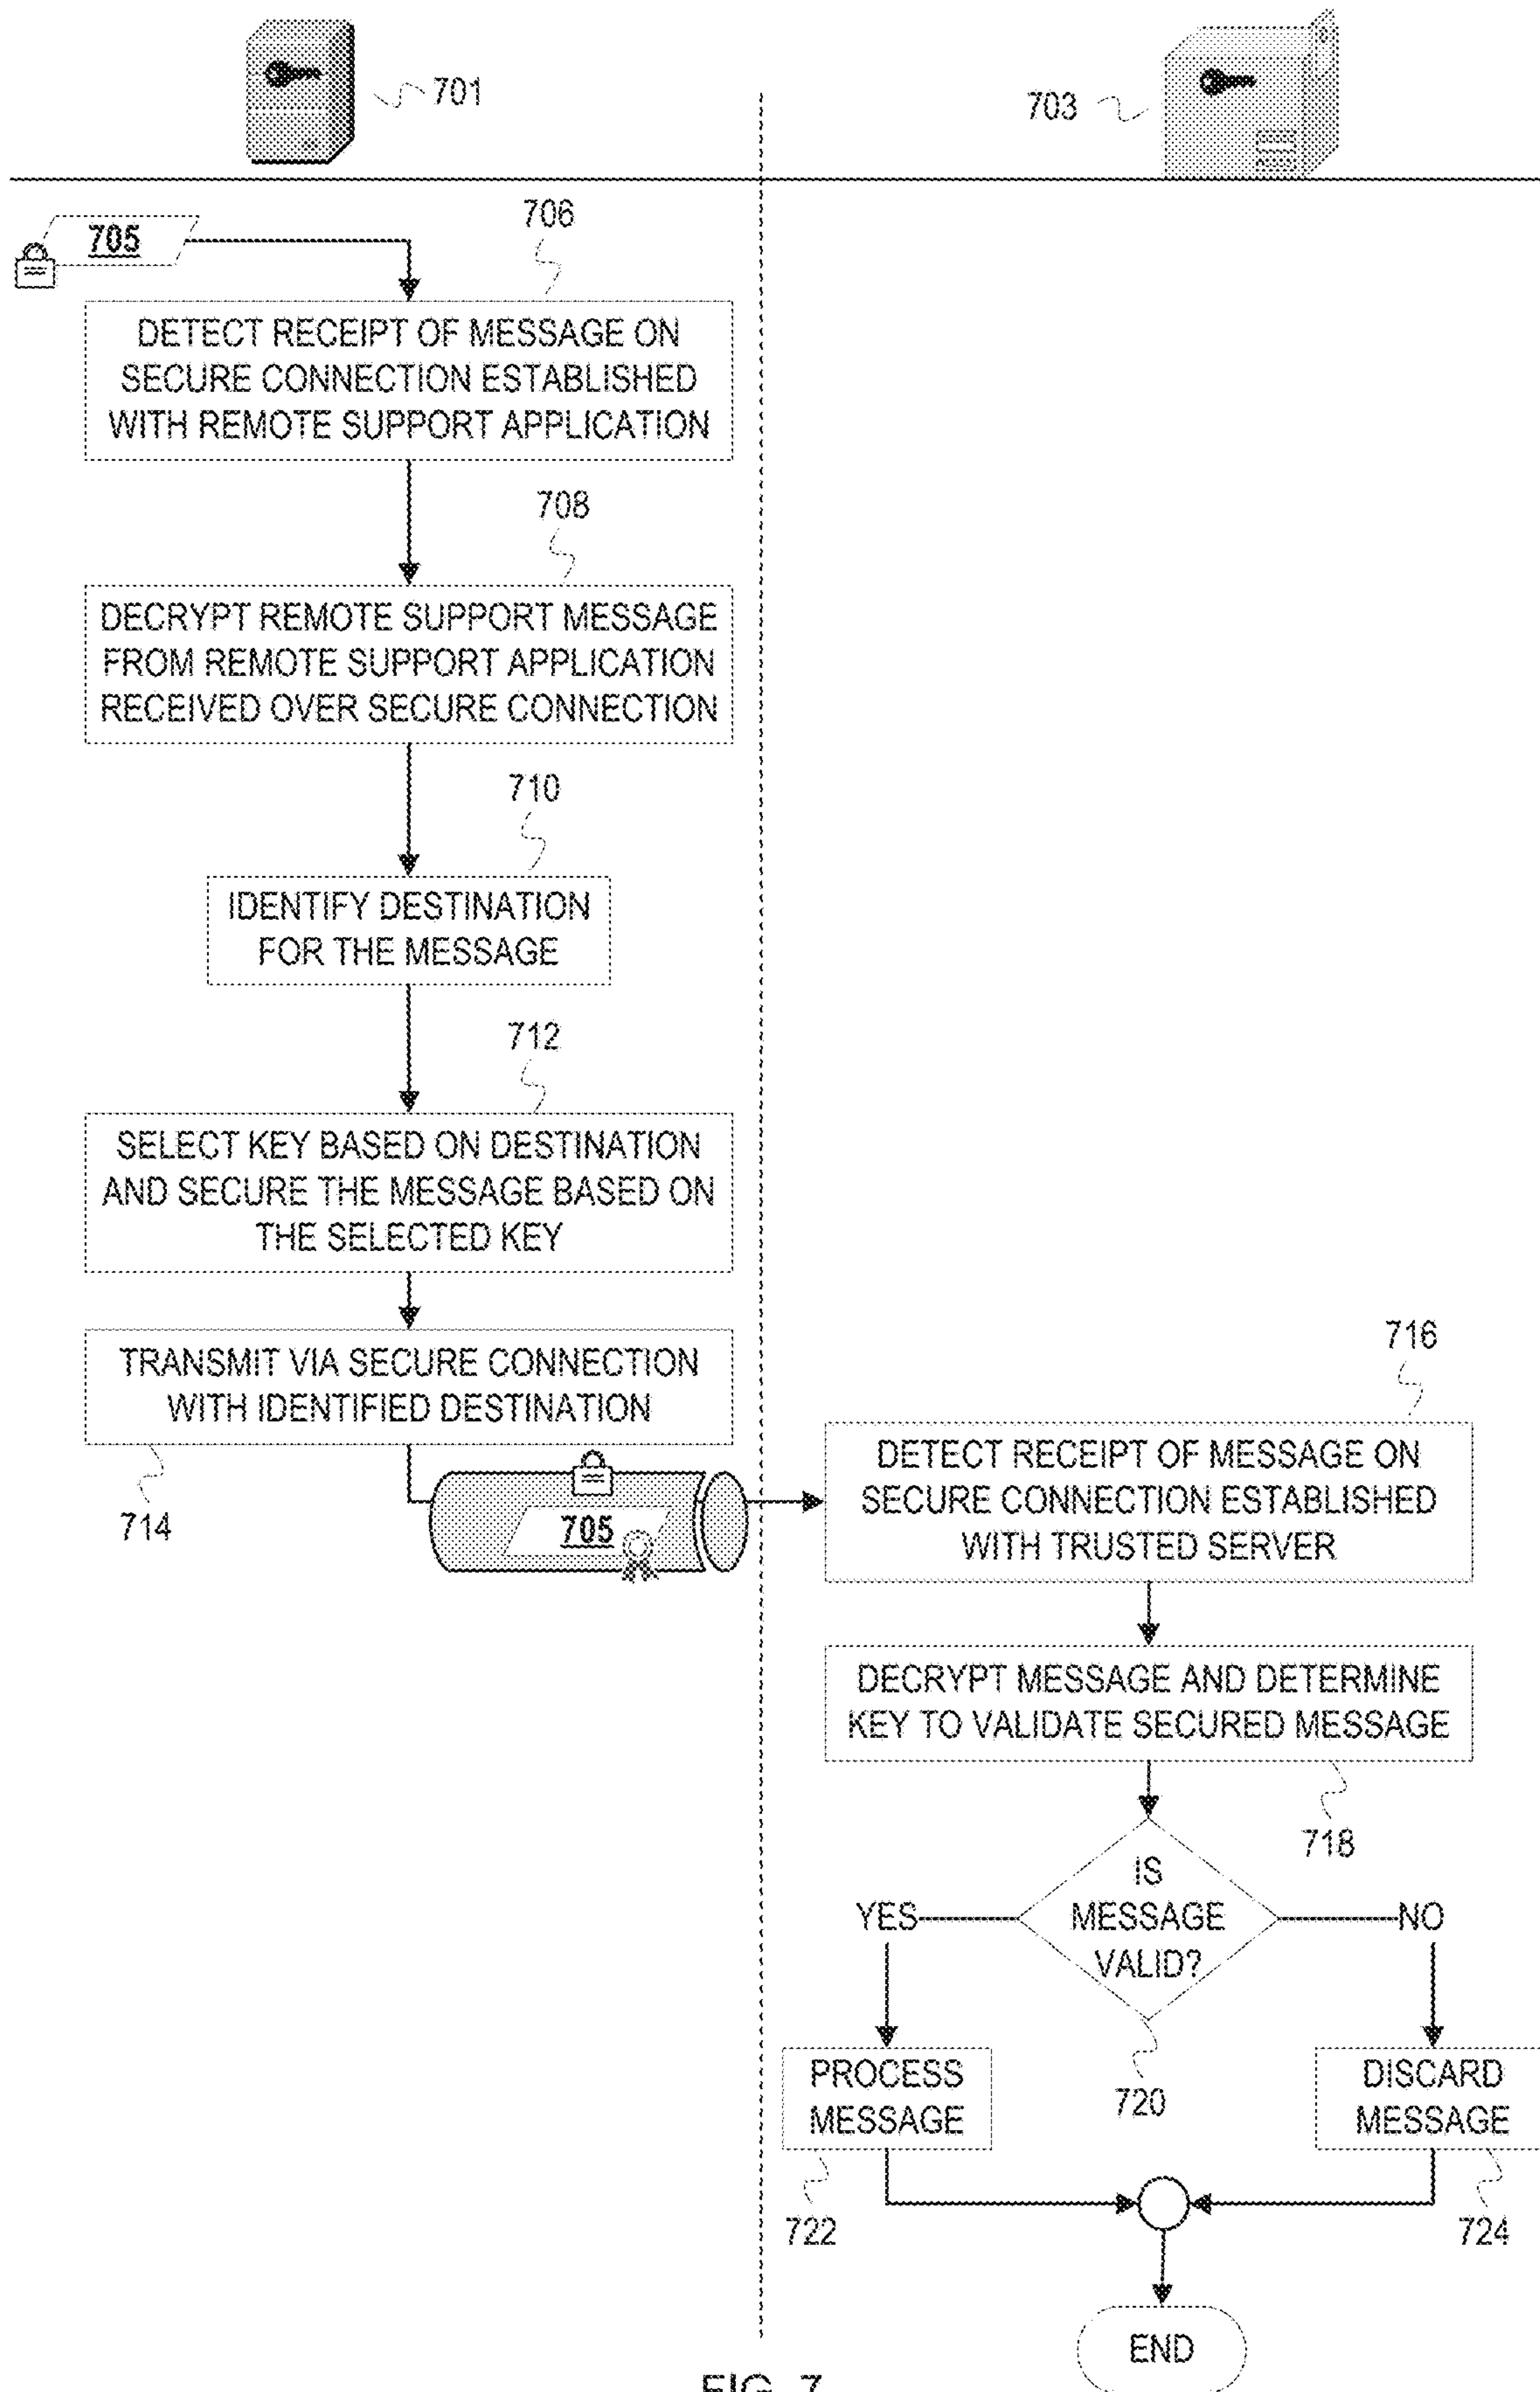 701
703
705
706
DETECT RECEIPT OF MESSAGE ON
SECURE CONNECTION ESTABLISHED
WITH REMOTE SUPPORT APPLICATION
708
DECRYPT REMOTE SUPPORT MESSAGE
FROM REMOTE SUPPORT APPLICATION
RECEIVED OVER SECURE CONNECTION
710
IDENTIFY DESTINATION
FOR THE MESSAGE
712
SELECT KEY BASED ON DESTINATION
AND SECURE THE MESSAGE BASED ON
THE SELECTED KEY
TRANSMIT VIA SECURE CONNECTION
WITH IDENTIFIED DESTINATION
714
705
716
DETECT RECEIPT OF MESSAGE ON
SECURE CONNECTION ESTABLISHED
WITH TRUSTED SERVER
DECRYPT MESSAGE AND DETERMINE
KEY TO VALIDATE SECURED MESSAGE
718
IS
MESSAGE
VALID?
YES
NO
720
PROCESS
MESSAGE
722
DISCARD
MESSAGE
724
END
FIG. 7